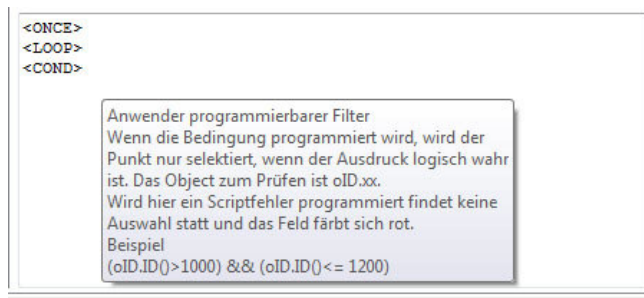 <ONCE>
<LOOP>
<COND>
Anwender programmierbarer Filter
Wenn die Bedingung programmiert wird, wird der
Punkt nur selektiert, wenn der Ausdruck logisch wahr
ist. Das Object zum Prüfen ist oID.xx.
Wird hier ein Scriptfehler programmiert findet keine
Auswahl statt und das Feld färbt sich rot.
Beispiel
(oID.ID()>1000) && (oID.ID()<= 1200)